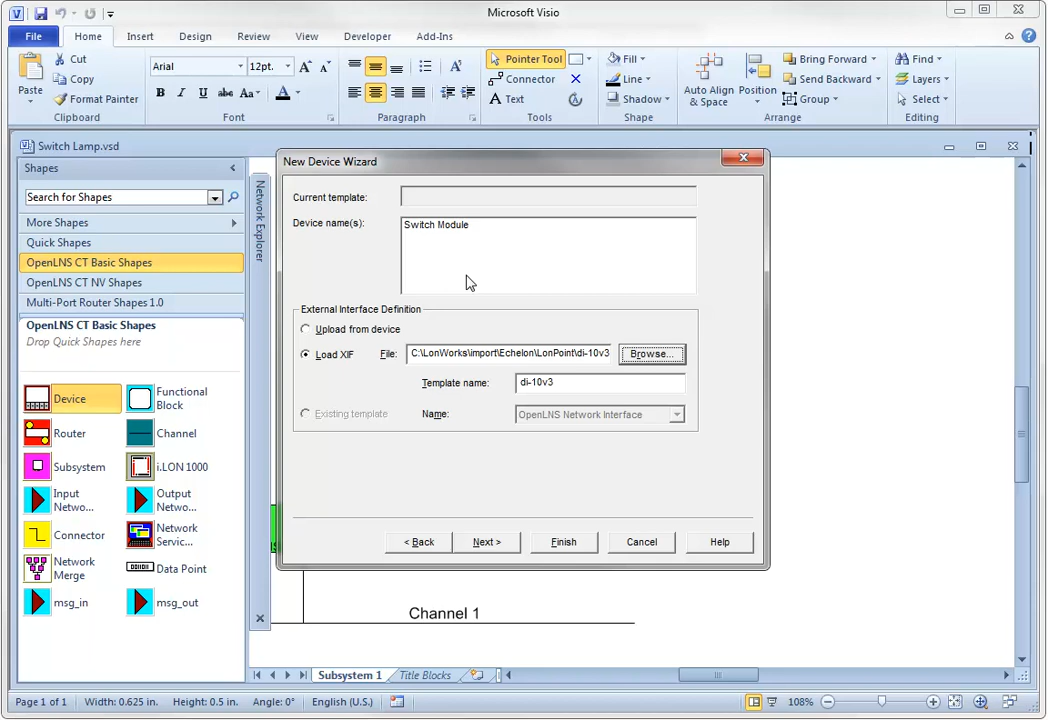 Microsoft Visio
File
Home
Insert
Design
Review
View
Developer
Add-Ins
Paste
Cut
Copy
Format Painter
Clipboard
Arial
12pt.
B I U abc Aa
A
Font
Paragraph
Pointer Tool
Connector
A Text
Tools
Fill
Line
Shadow
Shape
Auto Align & Space
Position
Bring Forward
Send Backward
Group
Arrange
Find
Layers
Select
Editing
Switch Lamp.vsd
Shapes
Search for Shapes
More Shapes
Quick Shapes
OpenLNS CT Basic Shapes
OpenLNS CT NV Shapes
Multi-Port Router Shapes 1.0
OpenLNS CT Basic Shapes
Drop Quick Shapes here
Device
Functional Block
Router
Channel
Subsystem
i.LON 1000
Input Netwo...
Output Netwo...
Connector
Network Servic...
Network Merge
Data Point
msg_in
msg_out
Network Explorer
New Device Wizard
Current template:
Device name(s):
Switch Module
External Interface Definition
Upload from device
Load XIF
File:
C:\LonWorks\import\Echelon\LonPoint\di-10v3
Browse...
Template name:
di-10v3
Existing template
Name:
OpenLNS Network Interface
< Back
Next >
Finish
Cancel
Help
Channel 1
Subsystem 1
Title Blocks
Page 1 of 1
Width: 0.625 in.
Height: 0.5 in.
Angle: 0°
English (U.S.)
108%